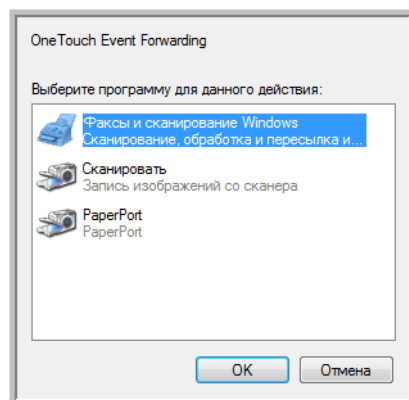 OneTouch Event Forwarding
Выберите программу для данного действия:
Факсы и сканирование Windows
Сканирование, обработка и пересылка и...
Сканировать
Запись изображений со сканера
PaperPort
PaperPort
OK
Отмена